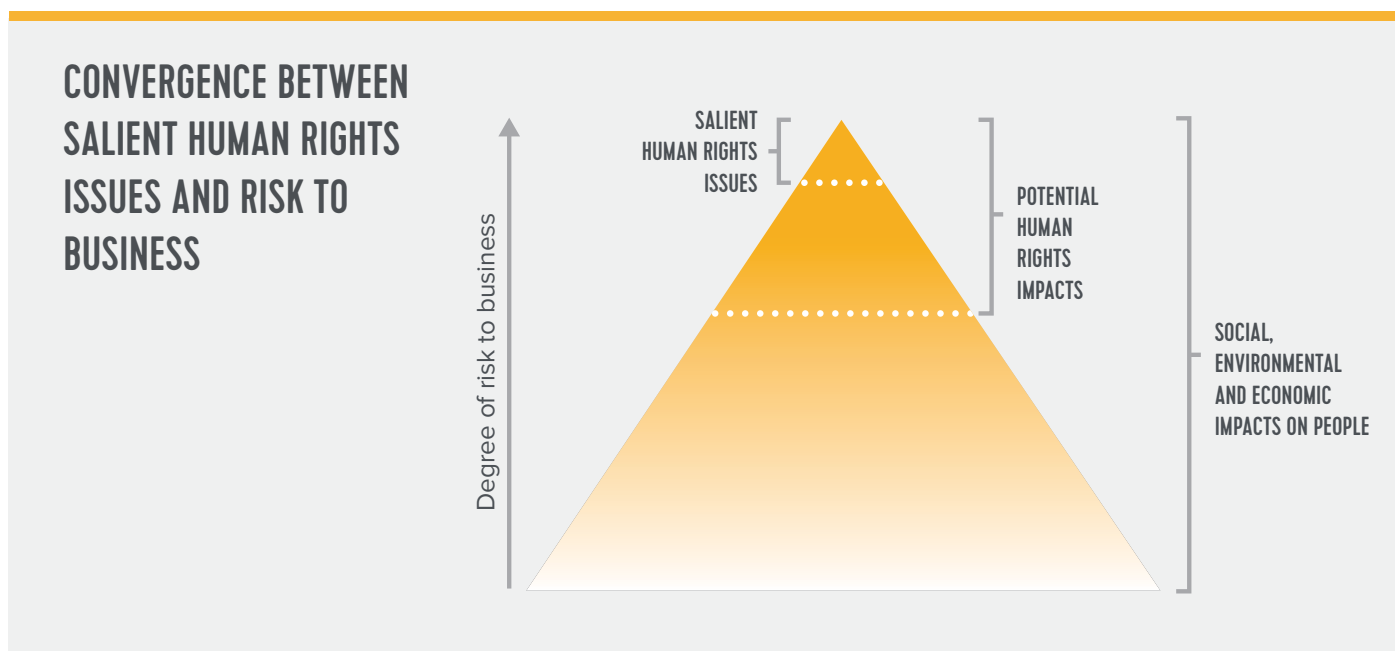 CONVERGENCE BETWEEN
SALIENT HUMAN RIGHTS
ISSUES AND RISK TO
BUSINESS
Degree of risk to business
SALIENT
HUMAN RIGHTS
ISSUES
POTENTIAL
HUMAN
RIGHTS
IMPACTS
SOCIAL,
ENVIRONMENTAL
AND ECONOMIC
IMPACTS ON PEOPLE